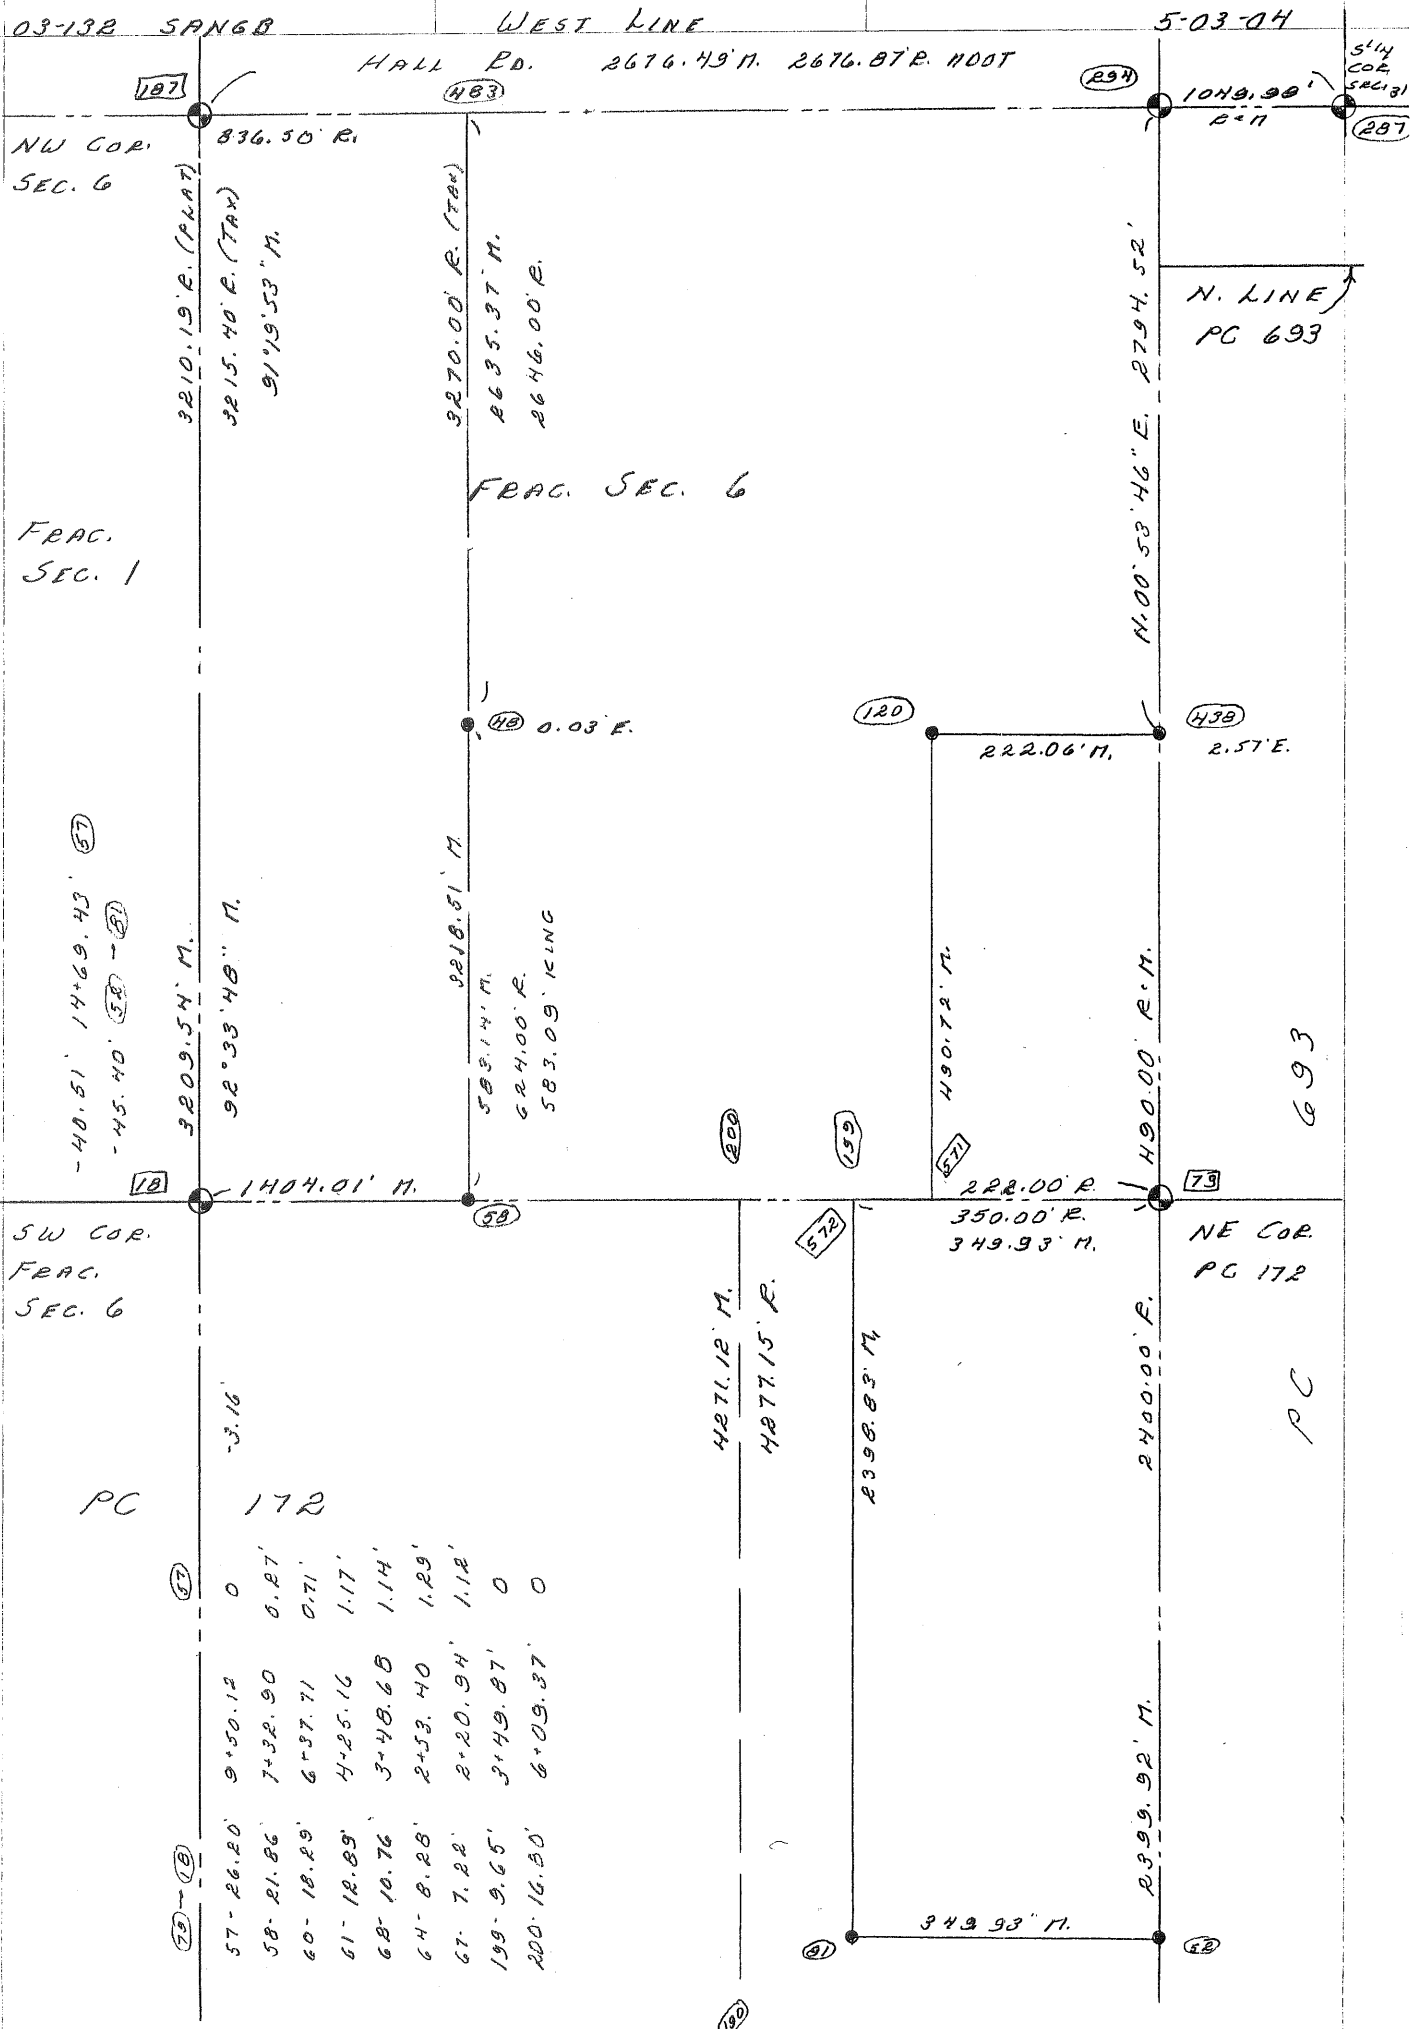 03-132 SANGB WEST LINE 5-03-04
HALL RD. 2676.49' M. 2676.87' R. MDOT
S 1/4
COR.
SEC. 31
187
483
294
1049.98'
R & M
287
NW COR.
SEC. 6
836.50' R.
3210.19' R. (PLAT)
3215.40' R. (TAX)
91°19'53" M.
3270.00' R. (TAX)
2635.37' M.
2646.00' R.
N. 00° 53' 46" E. 2794.52'
N. LINE
PC 693
FRAC. SEC. 6
FRAC.
SEC. 1
48 0.03' E.
120
222.06' M.
438
2.57' E.
-40.51' 14+69.43' 57
-45.40' 52 - 81
3209.54' M.
92°33'48" M.
3218.51' M.
583.14' M.
624.00' R.
583.09' KING
490.72' M.
490.00' R & M.
693
200
199
571
18
1404.01' M.
58
222.00' R.
73
572
350.00' R.
349.93' M.
SW COR.
FRAC.
SEC. 6
NE COR.
PC 172
4271.12' M.
4277.15' R.
2398.83' M.
2400.00' R.
PC
-3.16'
PC 172
73 - 18 57
57- 26.20' 9+50.12 0
58- 21.86' 7+32.90 0.27'
60- 18.29' 6+37.71 0.71'
61- 12.89' 4+25.16 1.17'
62- 10.76' 3+48.68 1.14'
64- 8.28' 2+53.40 1.29'
67- 7.22' 2+20.94' 1.12'
199- 9.65' 3+49.87' 0
200- 16.80' 6+09.37' 0
2399.92' M.
349.93' M.
81
52
190